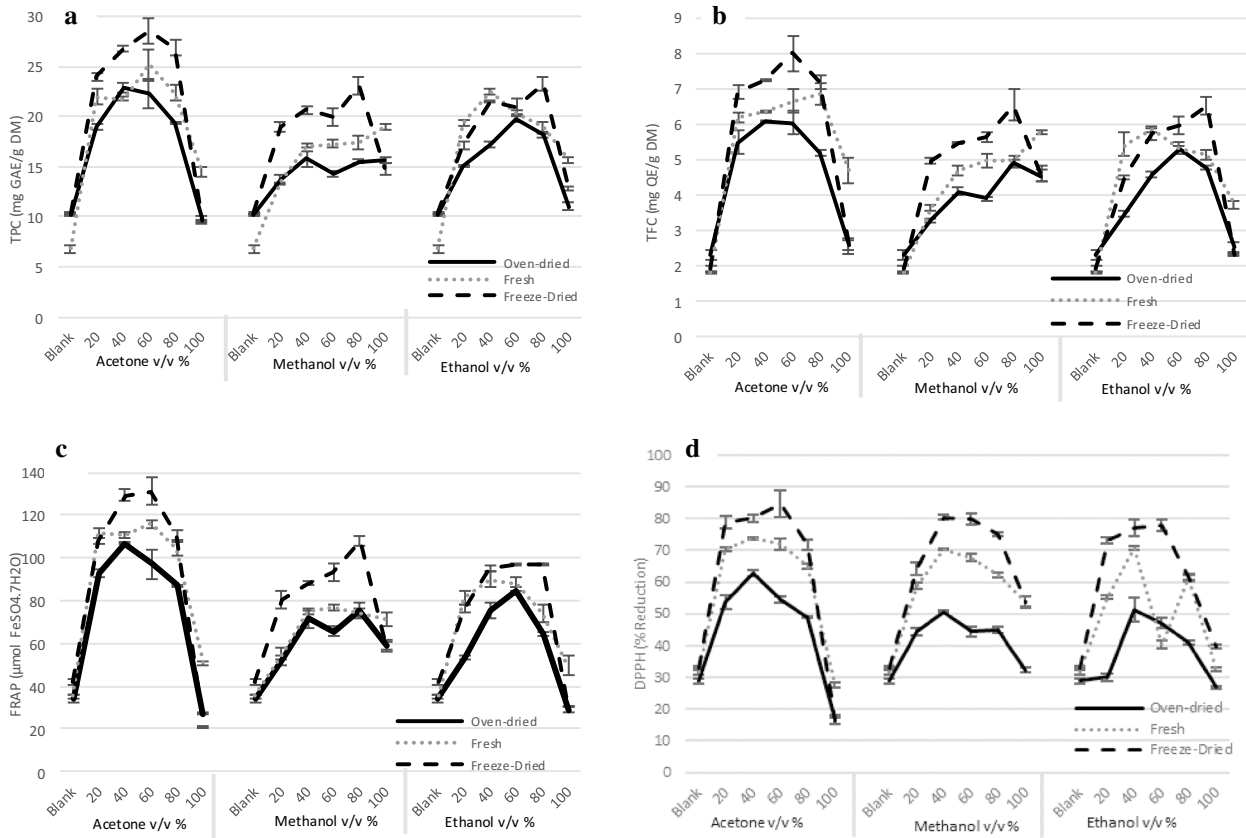 a
TPC (mg GAE/g DM)
30
25
20
15
10
5
0
Oven-dried
Fresh
Freeze-Dried
Blank 20 40 60 80 100 Blank 20 40 60 80 100 Blank 20 40 60 80 100
Acetone v/v % Methanol v/v % Ethanol v/v %
b
TFC (mg QE/g DM)
9
8
7
6
5
4
3
2
1
0
Oven-dried
Fresh
Freeze-Dried
Blank 20 40 60 80 100 Blank 20 40 60 80 100 Blank 20 40 60 80 100
Acetone v/v % Methanol v/v % Ethanol v/v %
c
FRAP (µmol FeSO4.7H2O)
140
120
100
80
60
40
20
0
Oven-dried
Fresh
Freeze-Dried
Blank 20 40 60 80 100 Blank 20 40 60 80 100 Blank 20 40 60 80 100
Acetone v/v % Methanol v/v % Ethanol v/v %
d
DPPH (%Reduction)
100
90
80
70
60
50
40
30
20
10
0
Oven-dried
Fresh
Freeze-Dried
Blank 20 40 60 80 100 Blank 20 40 60 80 100 Blank 20 40 60 80 100
Acetone v/v % Methanol v/v % Ethanol v/v %